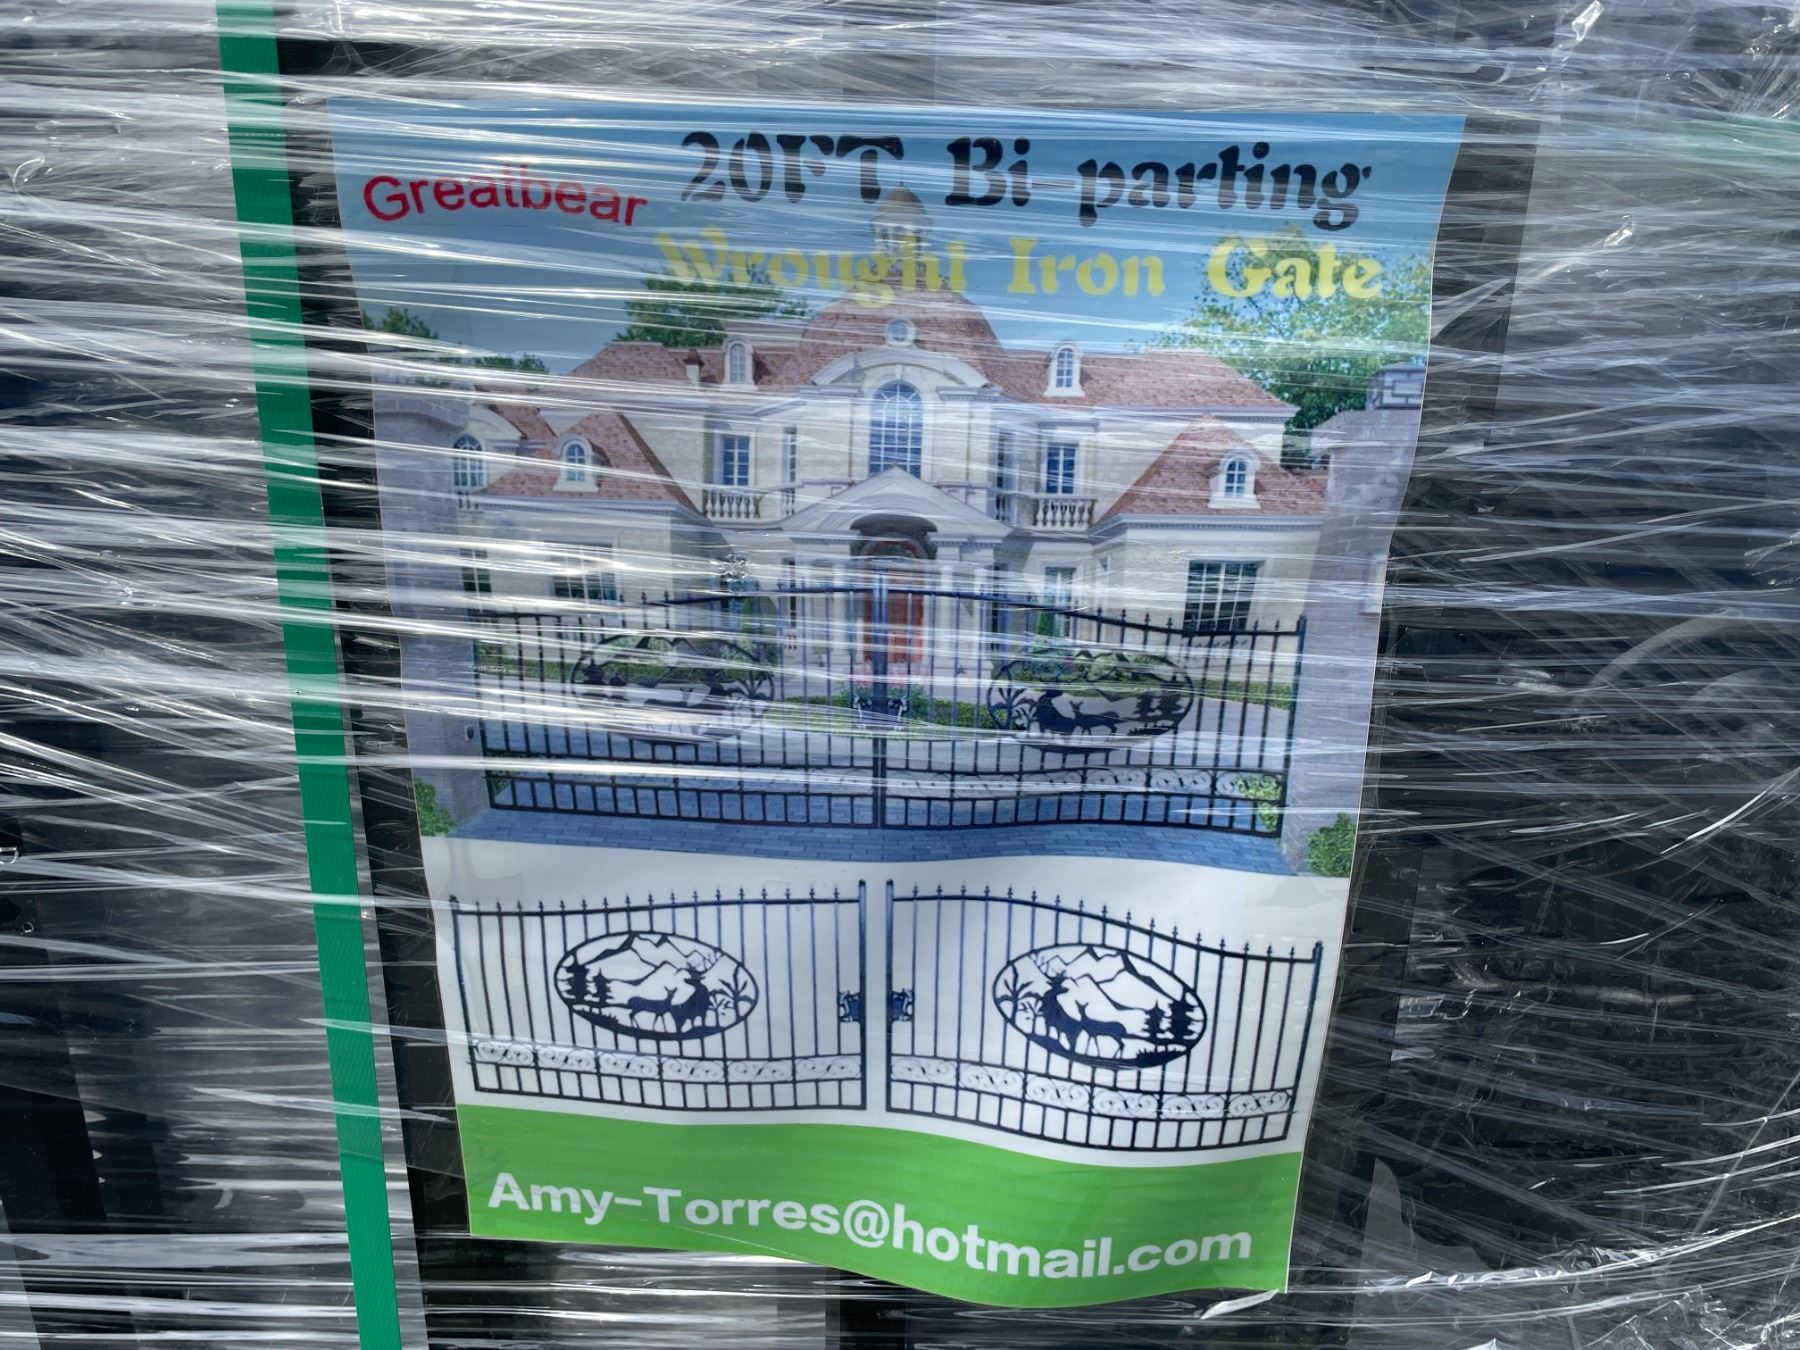 Greatbear
20FT Bi-parting
Wrought Iron Gate
Amy-Torres@hotmail.com